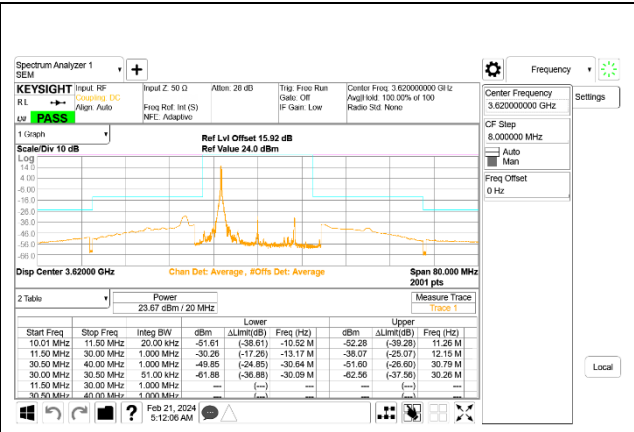 Spectrum Analyzer 1
SEM
Frequency
KEYSIGHT
R L
PASS
Input: RF
Coupling: DC
Align: Auto
Input Z: 50 Ω
Freq Ref: Int (S)
NFE: Adaptive
Atten: 28 dB
Trig: Free Run
Gate: Off
IF Gain: Low
Center Freq: 3.620000000 GHz
Avg|Hold: 100.00% of 100
Radio Std: None
1 Graph
Scale/Div 10 dB
Ref Lvl Offset 15.92 dB
Ref Value 24.0 dBm
Log
14.0
4.00
-6.00
-16.0
-26.0
-36.0
-46.0
-56.0
-66.0
Disp Center 3.62000 GHz
Chan Det: Average , #Offs Det: Average
Span 80.000 MHz
2001 pts
2 Table
Power
23.67 dBm / 20 MHz
Measure Trace
Trace 1
Lower Upper
Start Freq Stop Freq Integ BW dBm ΔLimit(dB) Freq (Hz) dBm ΔLimit(dB) Freq (Hz)
10.01 MHz 11.50 MHz 20.00 kHz -51.61 (-38.61) -10.52 M -52.28 (-39.28) 11.26 M
11.50 MHz 30.00 MHz 1.000 MHz -30.26 (-17.26) -13.17 M -38.07 (-25.07) 12.15 M
30.50 MHz 40.00 MHz 1.000 MHz -49.85 (-24.85) -30.64 M -51.60 (-26.60) 30.79 M
30.00 MHz 30.50 MHz 51.00 kHz -61.88 (-36.88) -30.09 M -62.56 (-37.56) 30.26 M
11.50 MHz 30.00 MHz 1.000 MHz --- (---) --- --- (---) ---
30.50 MHz 40.00 MHz 1.000 MHz --- (---) --- --- (---) ---
Feb 21, 2024
5:12:06 AM
?
Center Frequency
3.620000000 GHz
Settings
CF Step
8.000000 MHz
Auto
Man
Freq Offset
0 Hz
Local